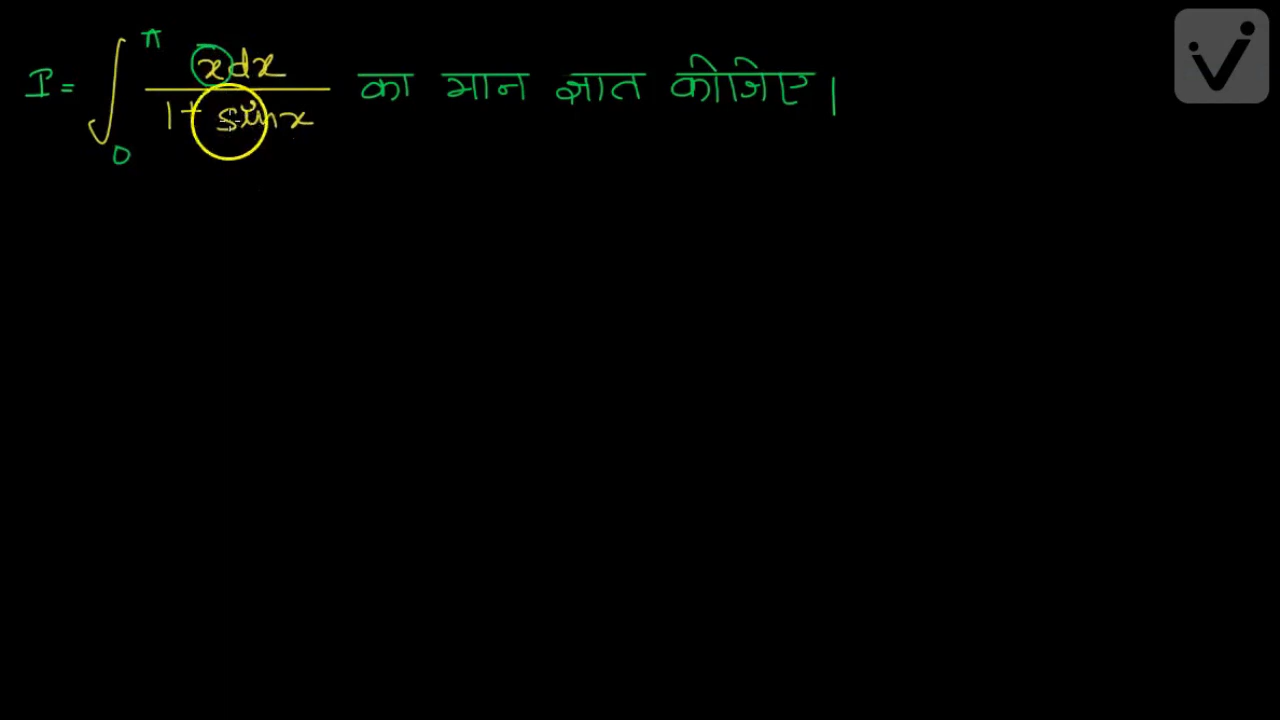 I = ∫₀^π x dx / (1 + sin x) का मान ज्ञात कीजिए।